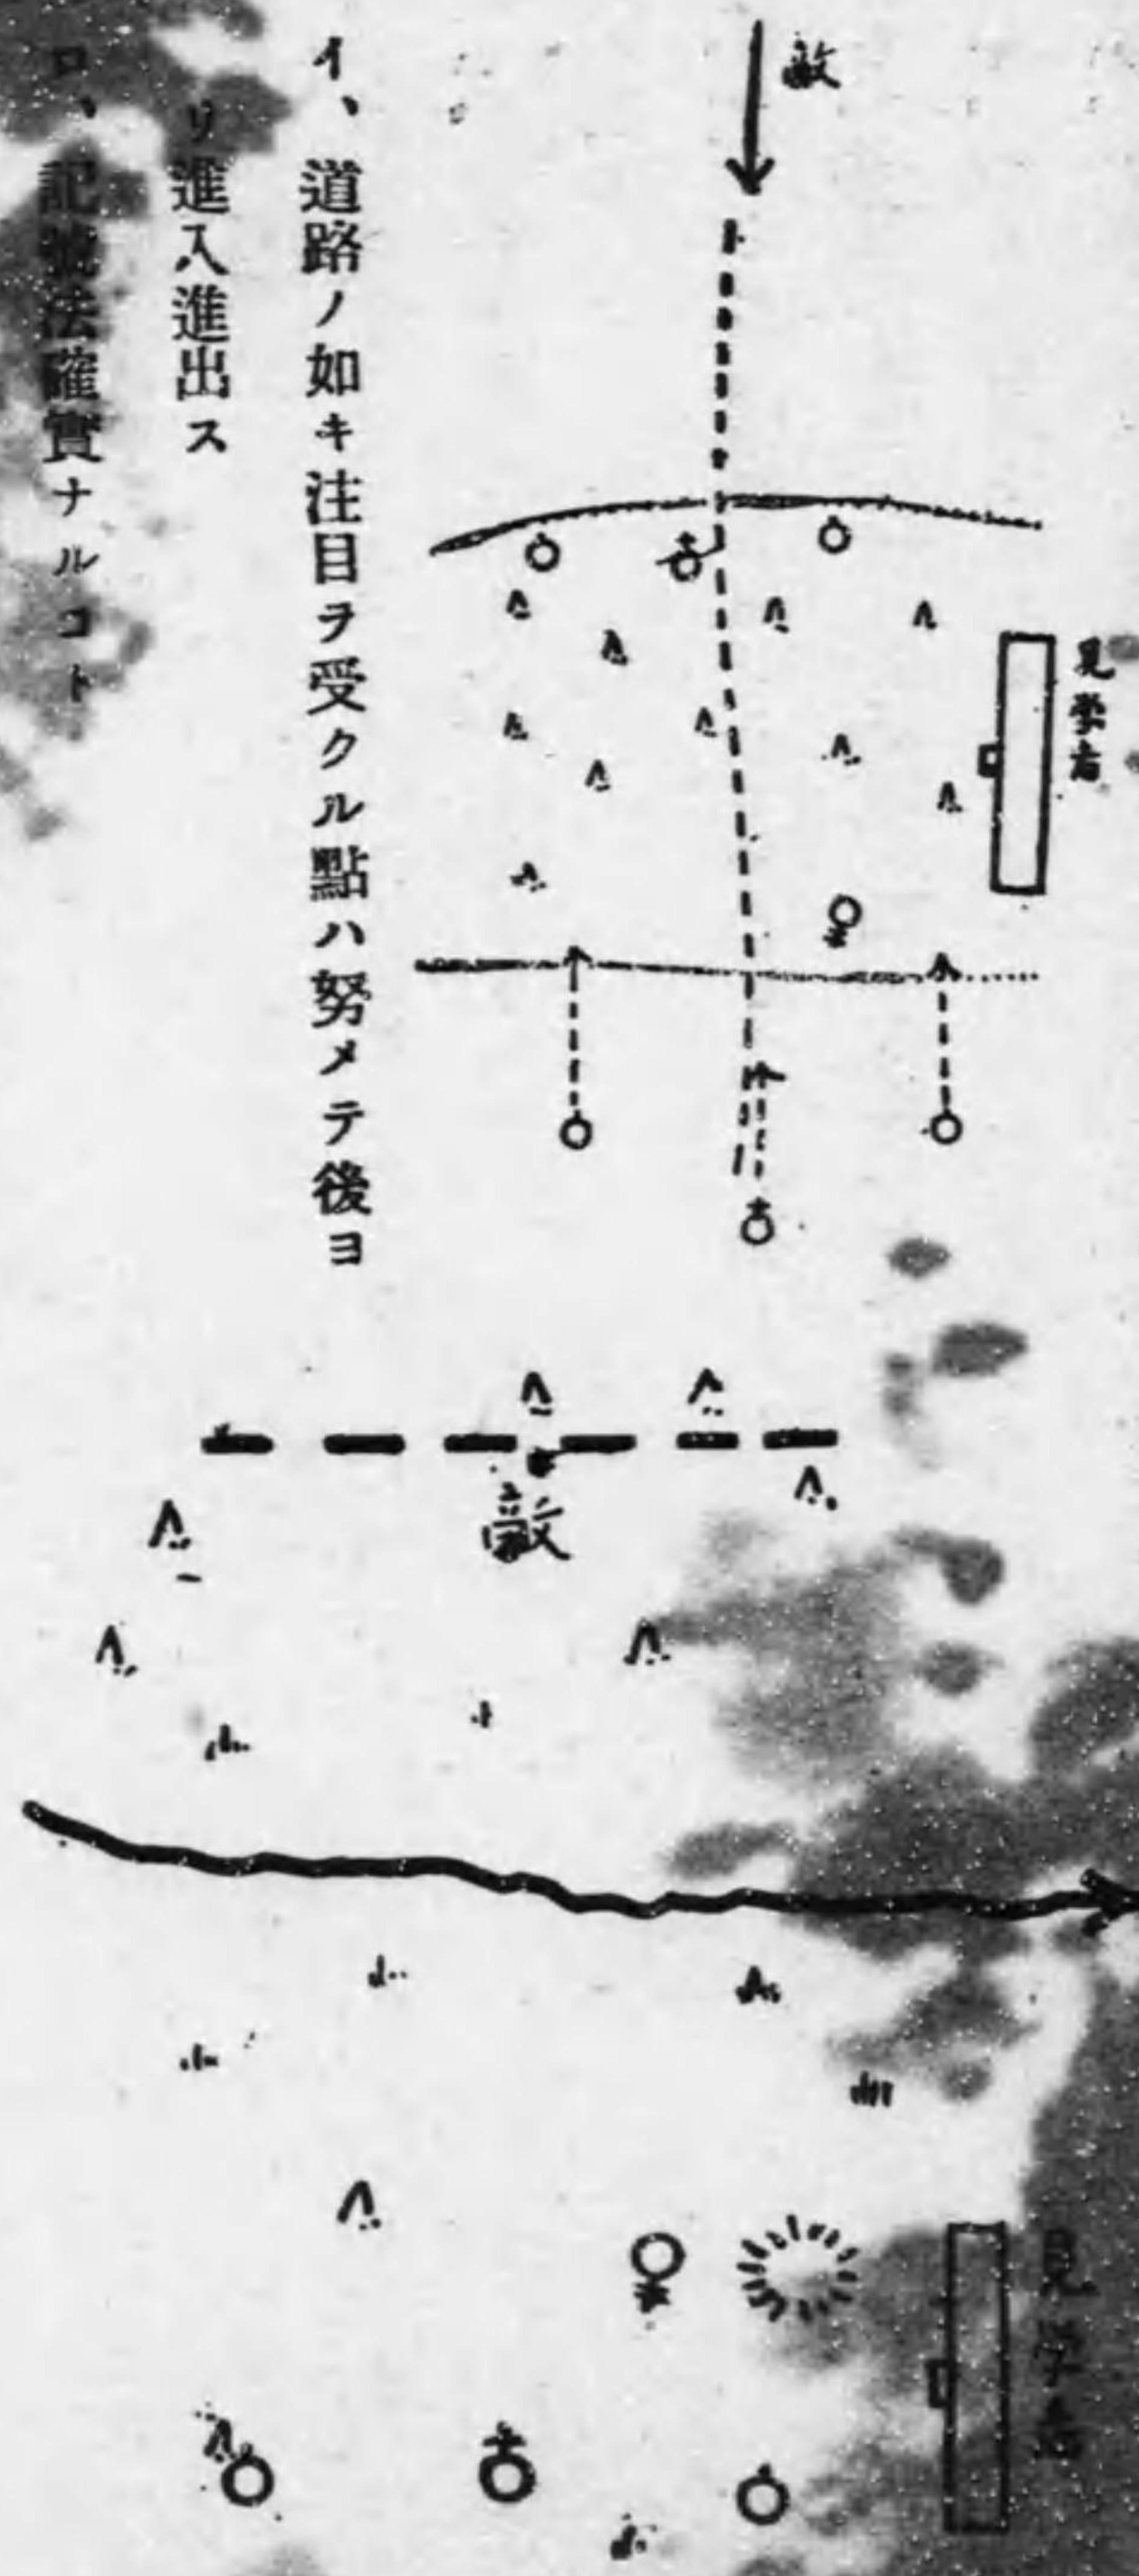 敵
見学者
イ、道路ノ如キ注目ヲ受クル點ハ努メテ後ヨ
リ進入進出ス
ロ、記號法確實ナルコト
敵
見学者